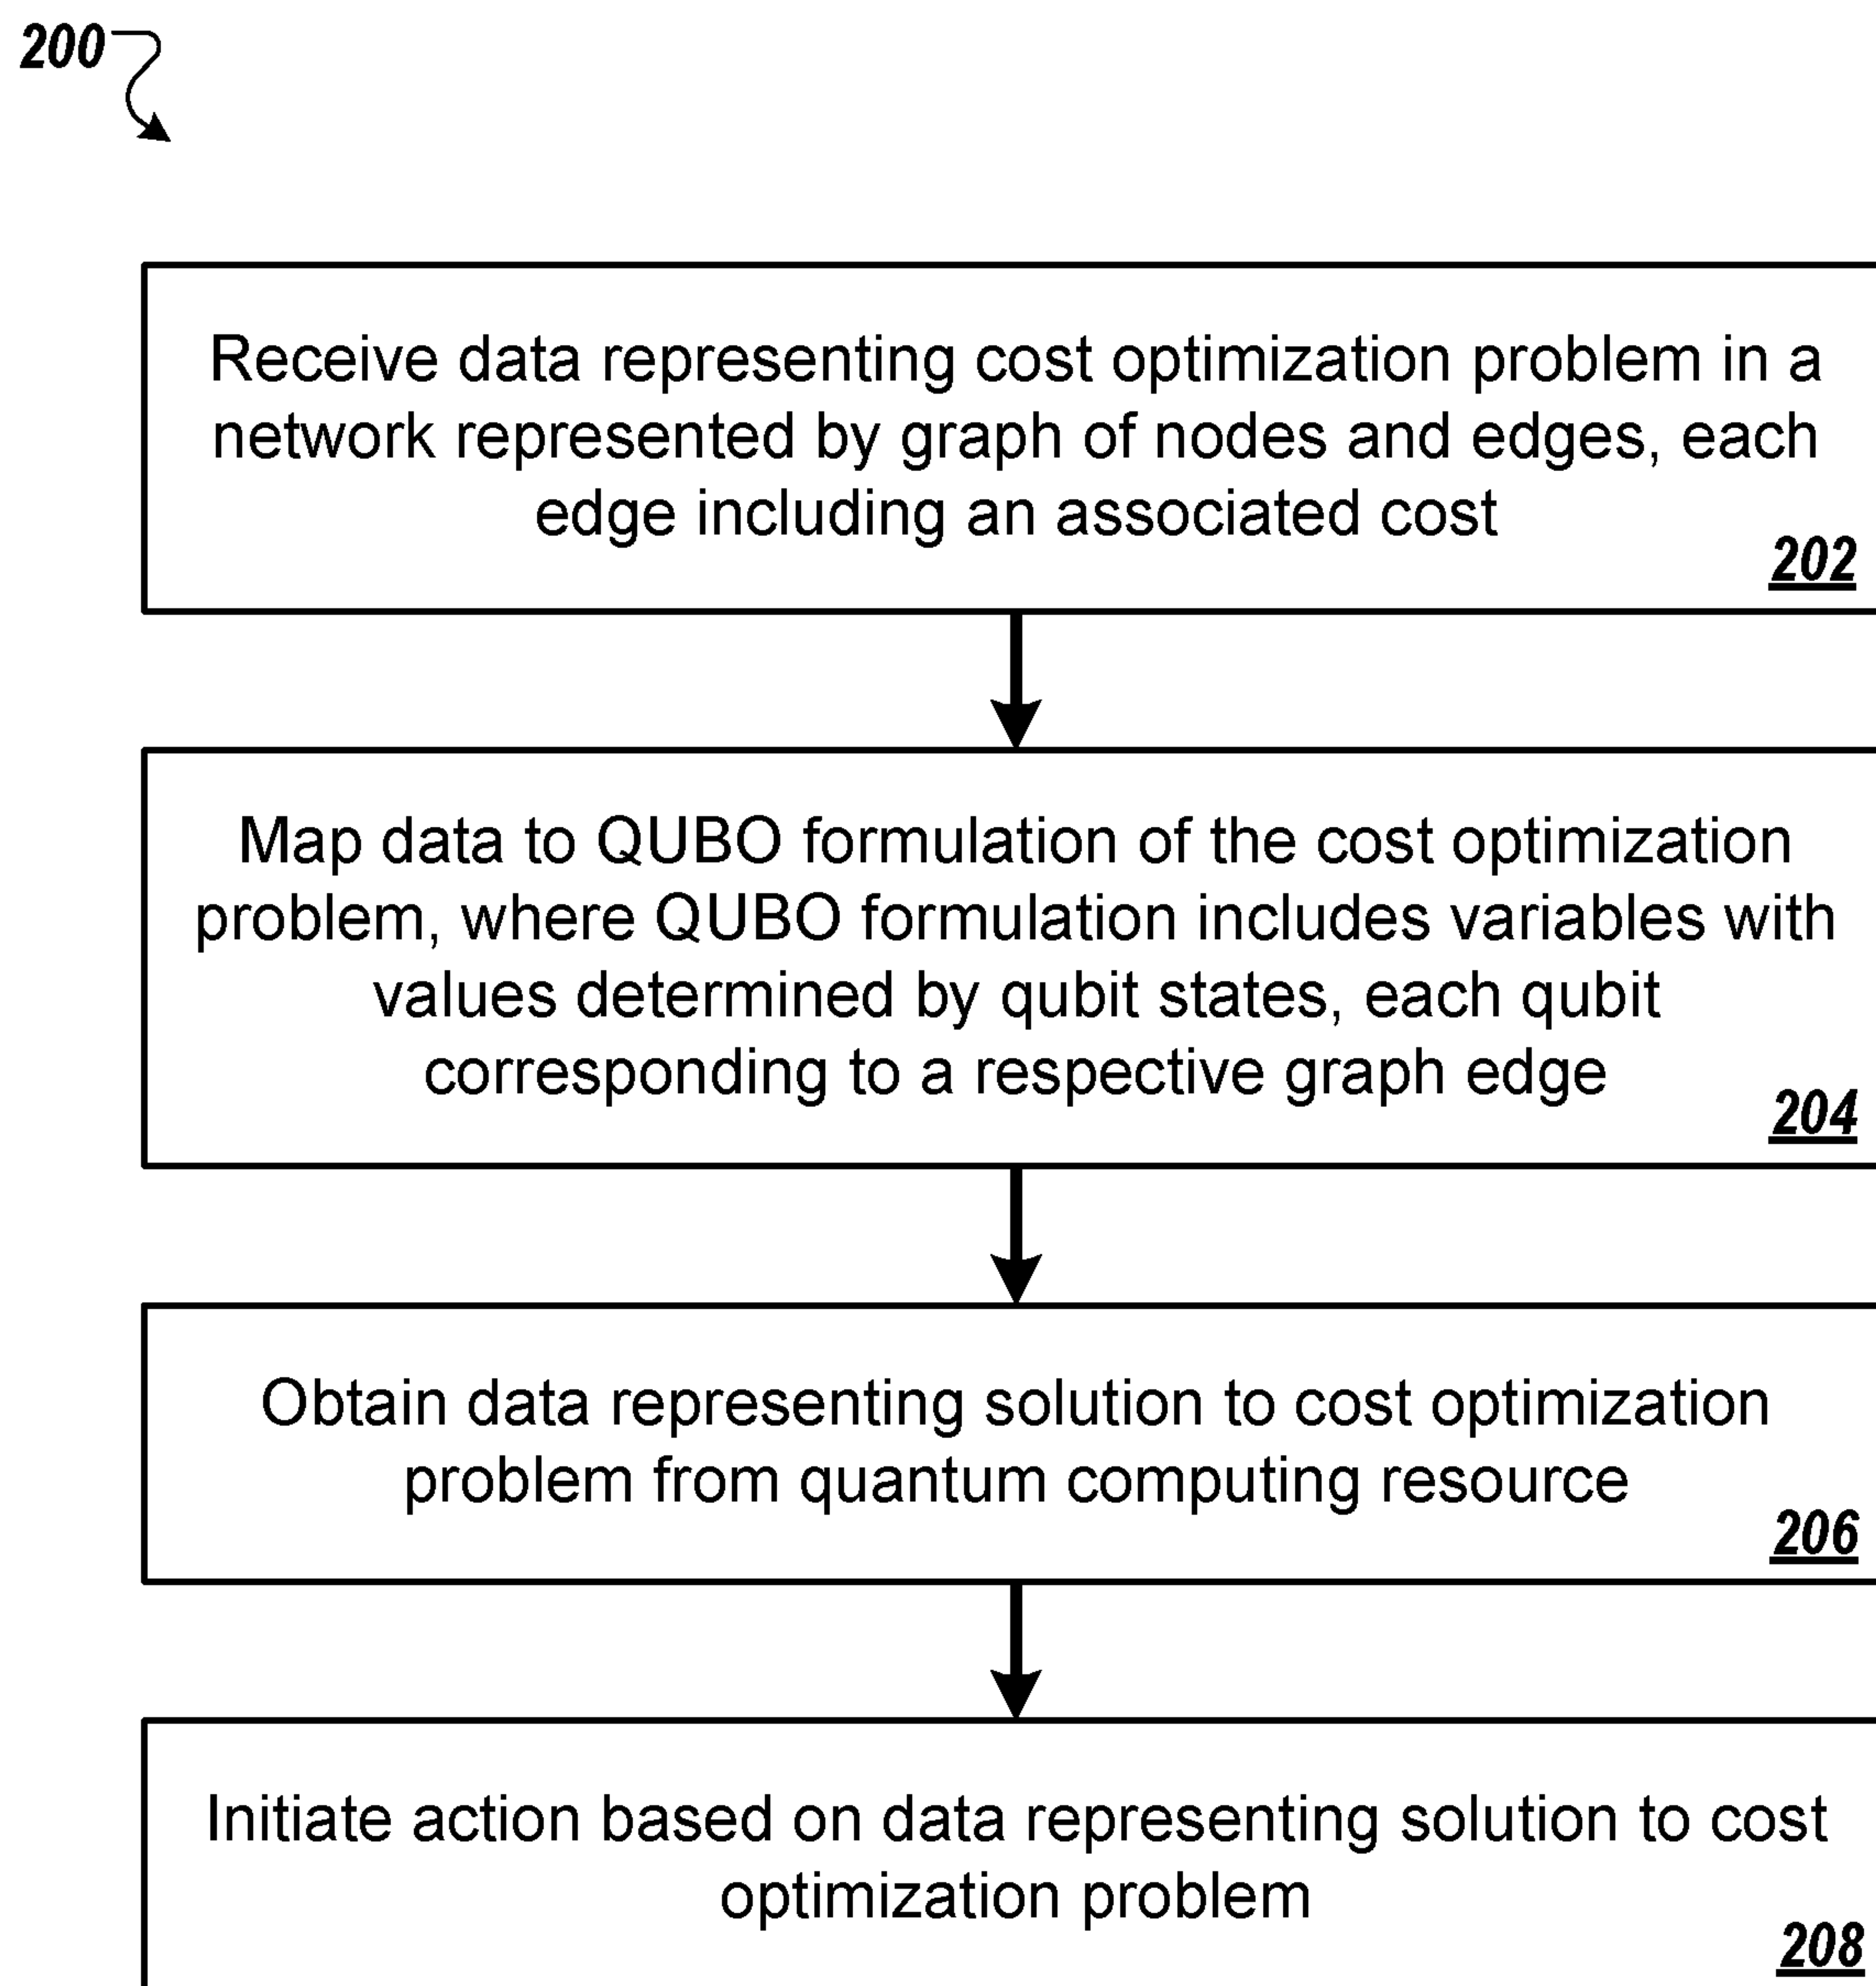 200
Receive data representing cost optimization problem in a
network represented by graph of nodes and edges, each
edge including an associated cost
202
Map data to QUBO formulation of the cost optimization
problem, where QUBO formulation includes variables with
values determined by qubit states, each qubit
corresponding to a respective graph edge
204
Obtain data representing solution to cost optimization
problem from quantum computing resource
206
Initiate action based on data representing solution to cost
optimization problem
208